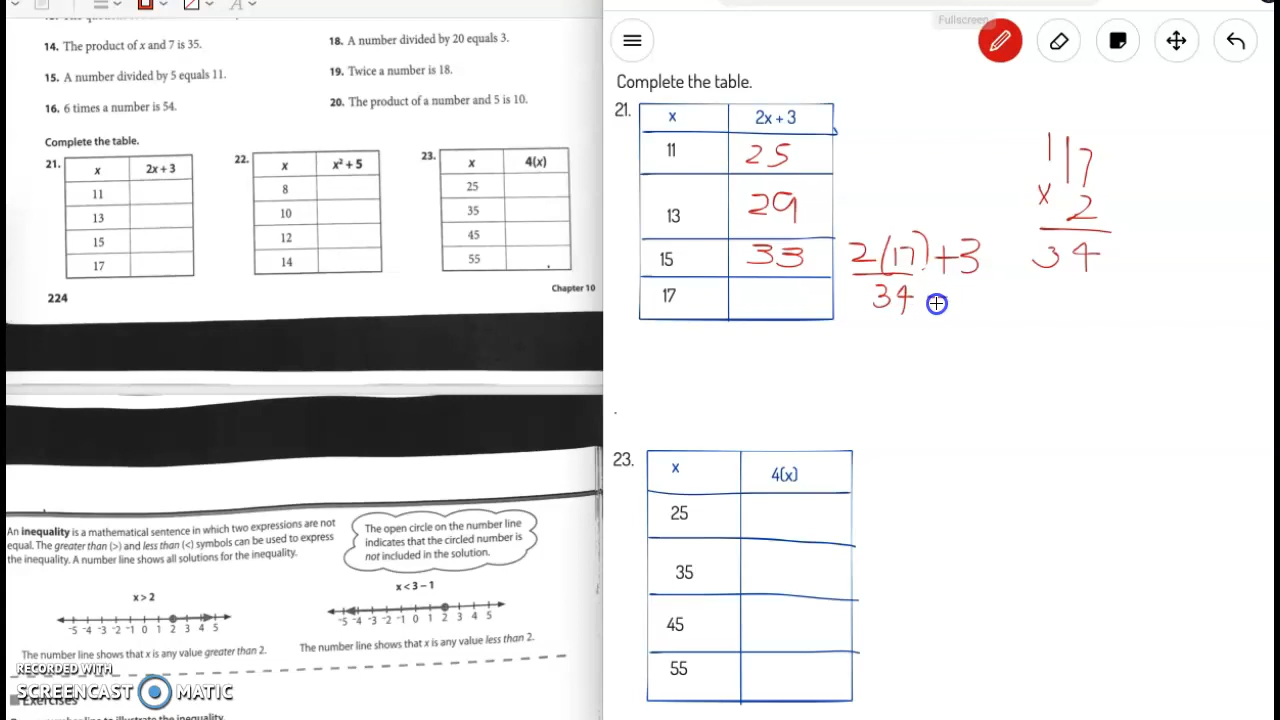 14. The product of x and 7 is 35.
15. A number divided by 5 equals 11.
16. 6 times a number is 54.
18. A number divided by 20 equals 3.
19. Twice a number is 18.
20. The product of a number and 5 is 10.
Complete the table.
21.
x 2x + 3
11
13
15
17
22.
x x² + 5
8
10
12
14
23.
x 4(x)
25
35
45
55
224
Chapter 10
An inequality is a mathematical sentence in which two expressions are not
equal. The greater than (>) and less than (<) symbols can be used to express
the inequality. A number line shows all solutions for the inequality.
The open circle on the number line
indicates that the circled number is
not included in the solution.
x > 2
-5 -4 -3 -2 -1 0 1 2 3 4 5
The number line shows that x is any value greater than 2.
x < 3 – 1
-5 -4 -3 -2 -1 0 1 2 3 4 5
The number line shows that x is any value less than 2.
RECORDED WITH
SCREENCAST MATIC
Exercises
Fullscreen
Complete the table.
21.
x 2x + 3
11 25
13 29
15 33
17
2(17) + 3
34
117
x 2
34
23.
x 4(x)
25
35
45
55